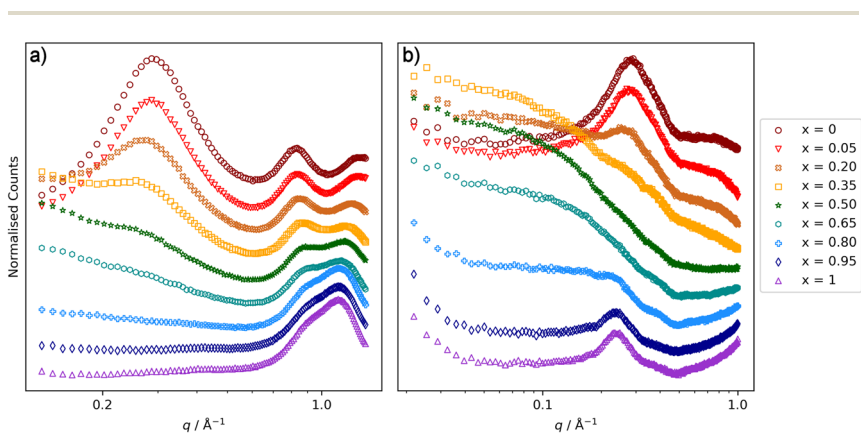 a)
b)
Normalised Counts
0.2
1.0
q / Å⁻¹
0.1
1.0
q / Å⁻¹
x = 0
x = 0.05
x = 0.20
x = 0.35
x = 0.50
x = 0.65
x = 0.80
x = 0.95
x = 1